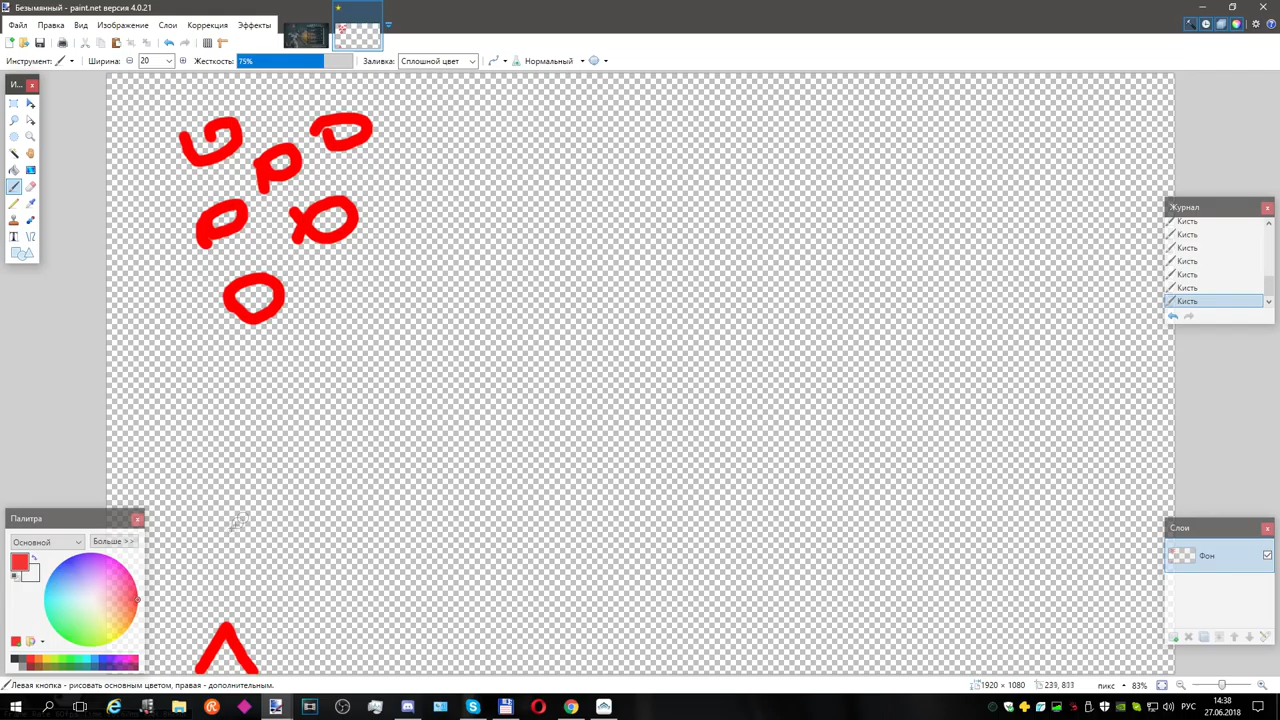 Безымянный - paint.net версия 4.0.21
Файл Правка Вид Изображение Слои Коррекция Эффекты
Инструмент: Ширина: 20 Жесткость: 75% Заливка: Сплошной цвет Нормальный
И...
Журнал
Кисть
Кисть
Кисть
Кисть
Кисть
Кисть
Кисть
Палитра
Основной Больше >>
Слои
Фон
Левая кнопка - рисовать основным цветом, правая - дополнительным.
1920 × 1080 239, 803 пикс 83%
РУС
14:38
27.06.2018